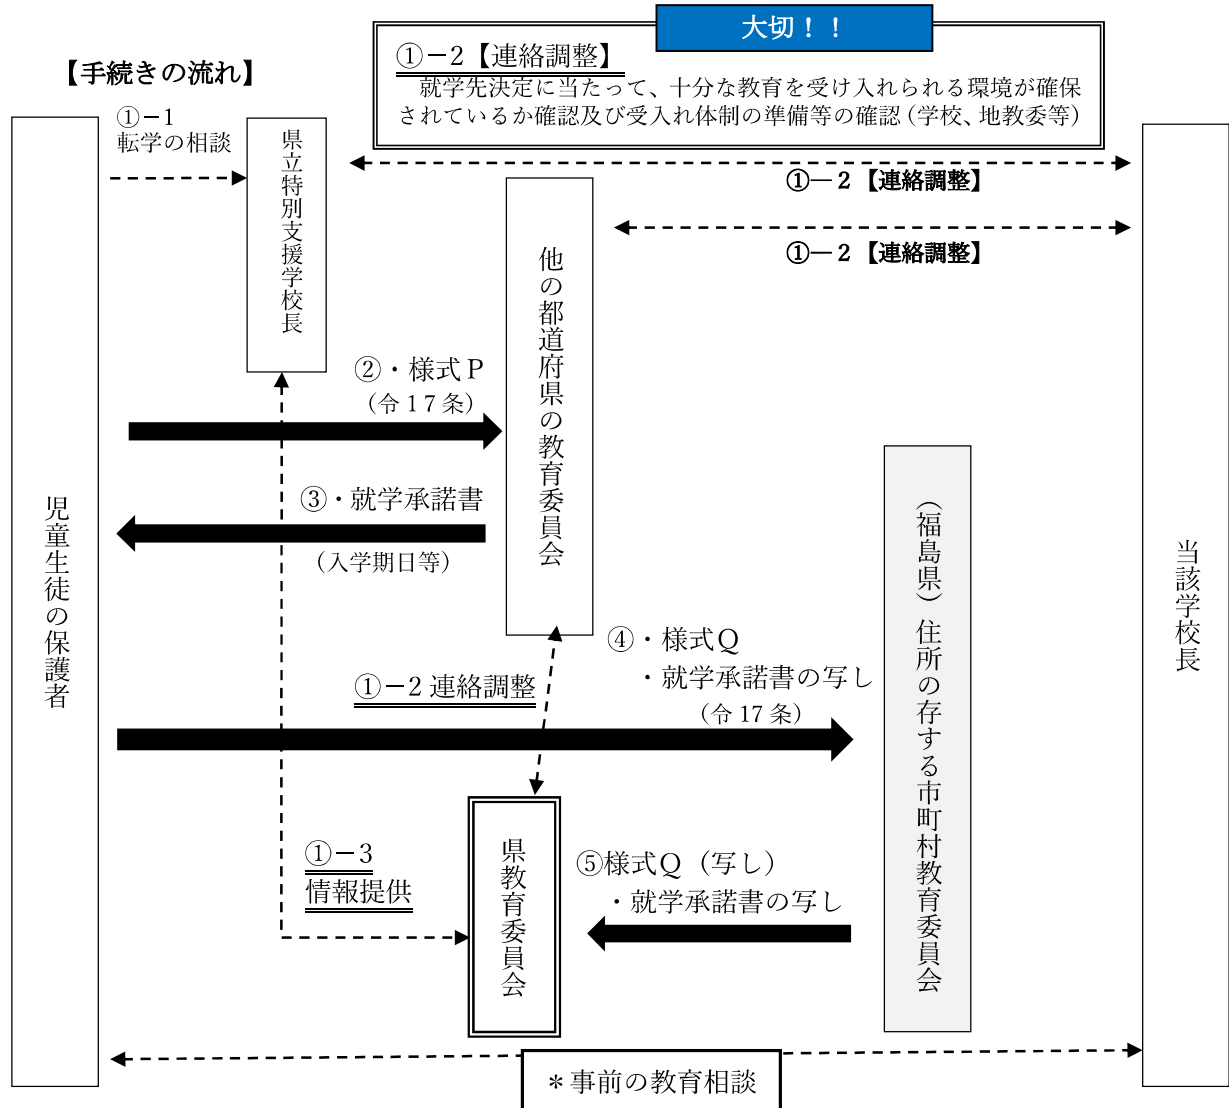 大切！！
①－2【連絡調整】
就学先決定に当たって、十分な教育を受け入れられる環境が確保
されているか確認及び受入れ体制の準備等の確認（学校、地教委等）
【手続きの流れ】
①－1
転学の相談
県立特別支援学校長
①－2【連絡調整】
①－2【連絡調整】
他の都道府県の教育委員会
②・様式Ｐ
（令１７条）
③・就学承諾書
（入学期日等）
児童生徒の保護者
（福島県）住所の存する市町村教育委員会
当該学校長
④・様式Ｑ
・就学承諾書の写し
（令 17 条）
①－2 連絡調整
①－3
情報提供
県教育委員会
⑤様式Ｑ（写し）
・就学承諾書の写し
＊事前の教育相談